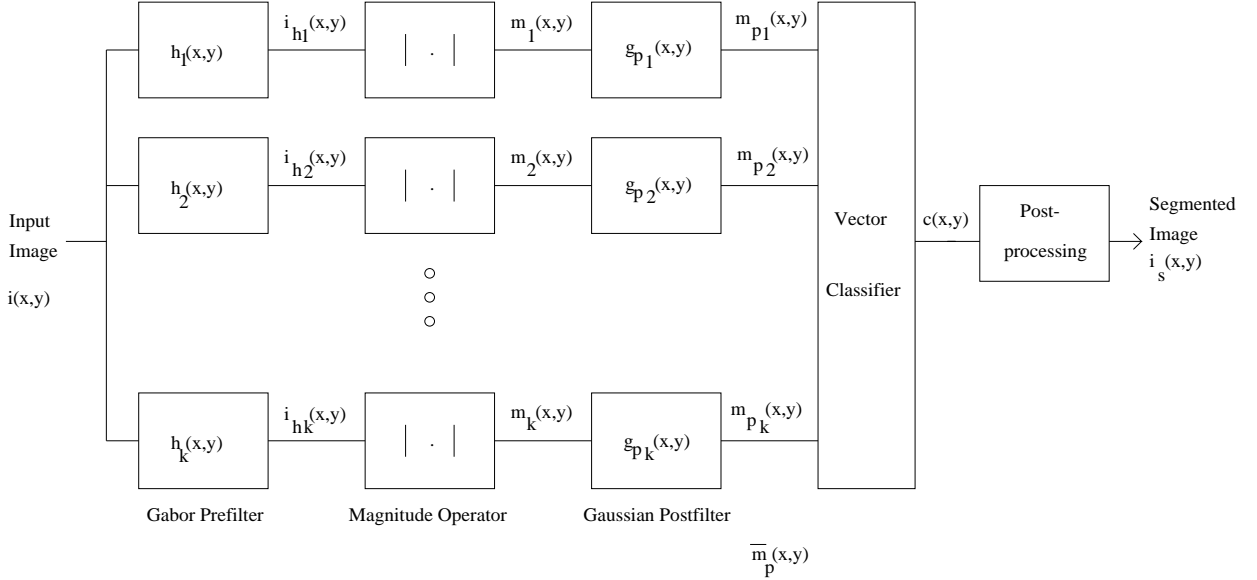 h_1(x,y)
i_h1(x,y)
| . |
m_1(x,y)
g_p1(x,y)
m_p1(x,y)
h_2(x,y)
i_h2(x,y)
| . |
m_2(x,y)
g_p2(x,y)
m_p2(x,y)
Input
Image
i(x,y)
Vector
Classifier
c(x,y)
Post-
processing
Segmented
Image
i_s(x,y)
h_k(x,y)
i_hk(x,y)
| . |
m_k(x,y)
g_pk(x,y)
m_pk(x,y)
Gabor Prefilter
Magnitude Operator
Gaussian Postfilter
m̅_p(x,y)